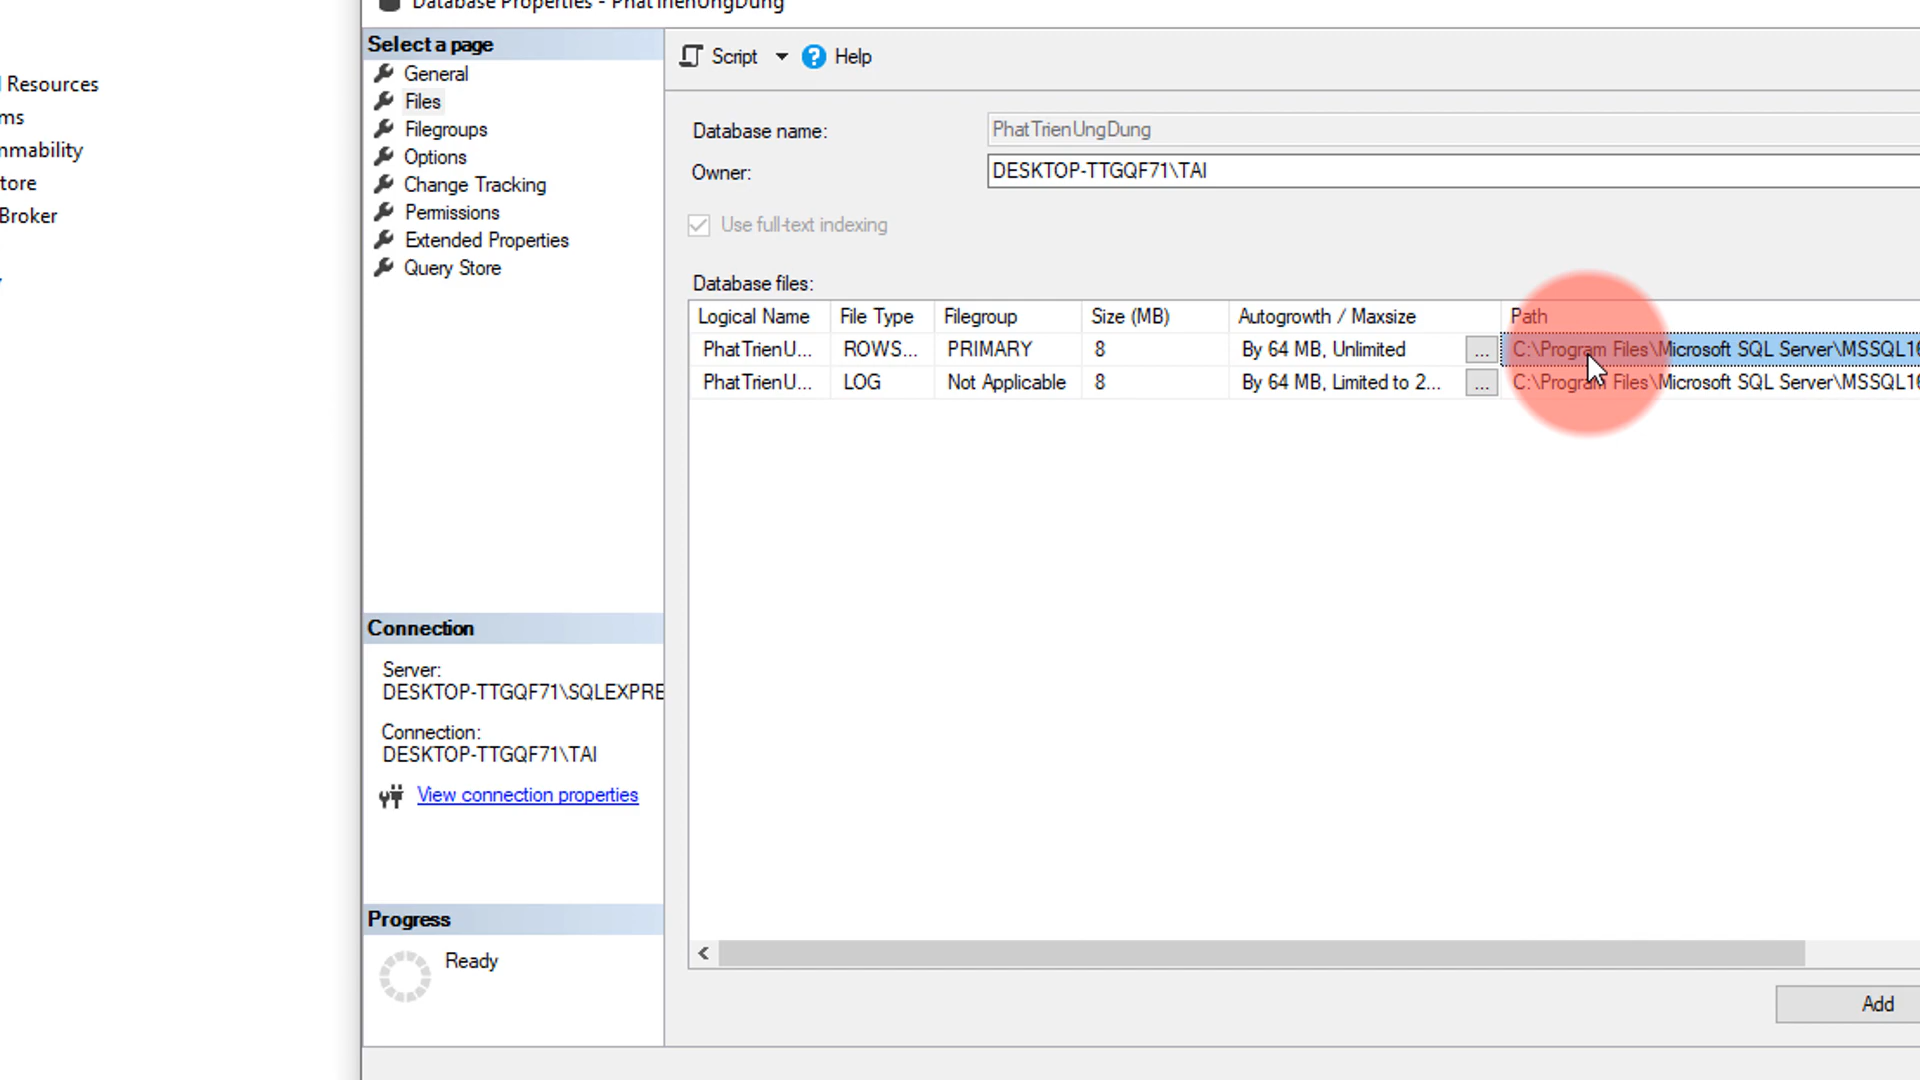 Database Properties - PhatTrienUngDung
Resources
ms
mmability
tore
Broker
Select a page
General
Files
Filegroups
Options
Change Tracking
Permissions
Extended Properties
Query Store
Connection
Server:
DESKTOP-TTGQF71\SQLEXPRE
Connection:
DESKTOP-TTGQF71\TAI
View connection properties
Progress
Ready
Script Help
Database name: PhatTrienUngDung
Owner: DESKTOP-TTGQF71\TAI
Use full-text indexing
Database files:
Logical Name File Type Filegroup Size (MB) Autogrowth / Maxsize Path
PhatTrienU... ROWS... PRIMARY 8 By 64 MB, Unlimited ... C:\Program Files\Microsoft SQL Server\MSSQL16
PhatTrienU... LOG Not Applicable 8 By 64 MB, Limited to 2... ... C:\Program Files\Microsoft SQL Server\MSSQL16
Add